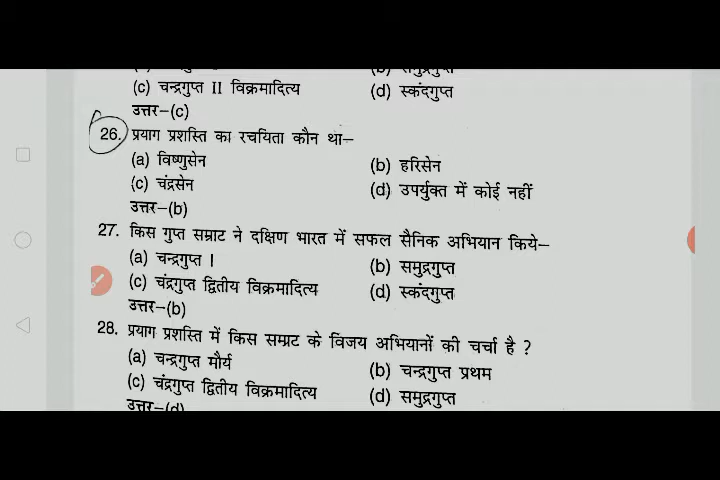 (c) चन्द्रगुप्त II विक्रमादित्य (d) स्कंदगुप्त
उत्तर–(c)
26. प्रयाग प्रशस्ति का रचयिता कौन था–
(a) विष्णुसेन (b) हरिसेन
(c) चंद्रसेन (d) उपर्युक्त में कोई नहीं
उत्तर–(b)
27. किस गुप्त सम्राट ने दक्षिण भारत में सफल सैनिक अभियान किये–
(a) चन्द्रगुप्त I (b) समुद्रगुप्त
(c) चंद्रगुप्त द्वितीय विक्रमादित्य (d) स्कंदगुप्त
उत्तर–(b)
28. प्रयाग प्रशस्ति में किस सम्राट के विजय अभियानों की चर्चा है ?
(a) चन्द्रगुप्त मौर्य (b) चन्द्रगुप्त प्रथम
(c) चंद्रगुप्त द्वितीय विक्रमादित्य (d) समुद्रगुप्त
उत्तर–(d)